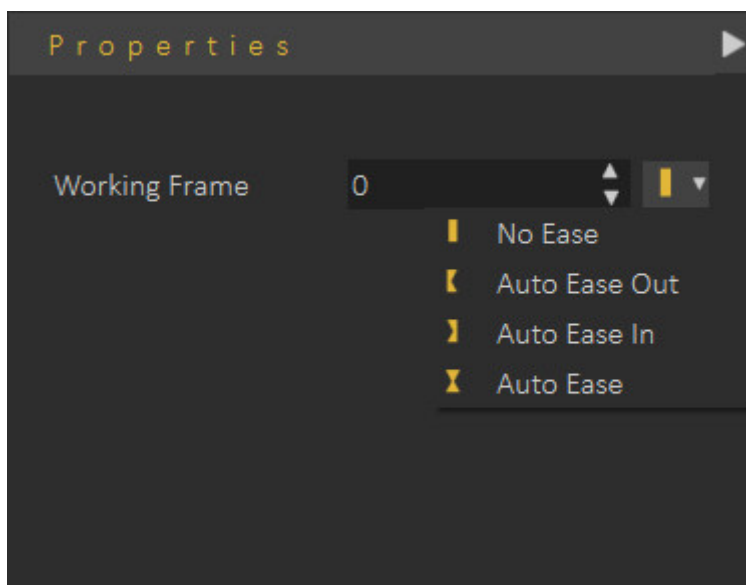 Properties
Working Frame 0
No Ease
Auto Ease Out
Auto Ease In
Auto Ease